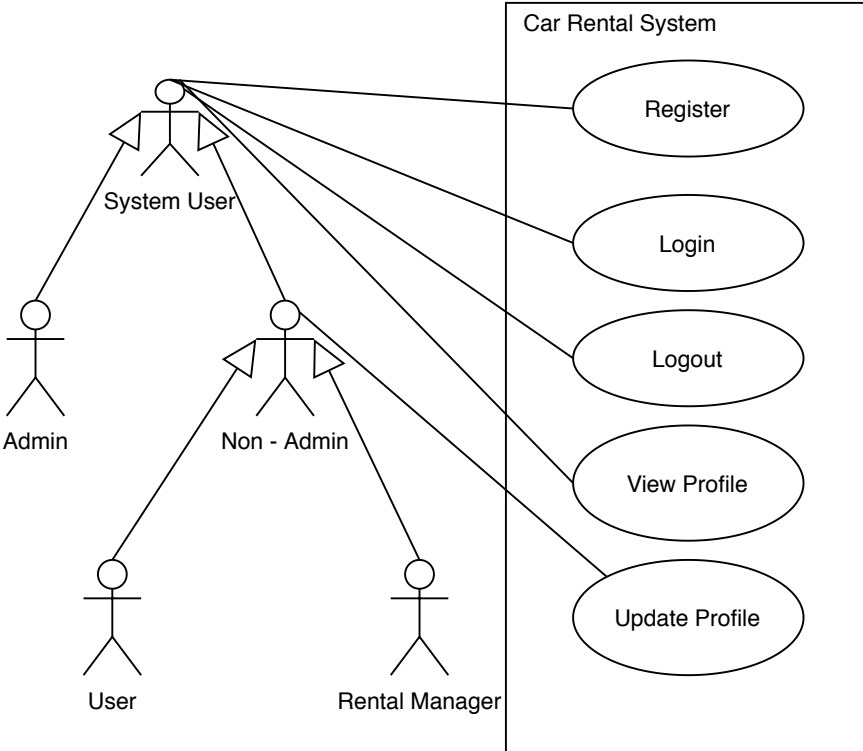 Car Rental System
Register
System User
Login
Logout
Admin
Non - Admin
View Profile
Update Profile
User
Rental Manager